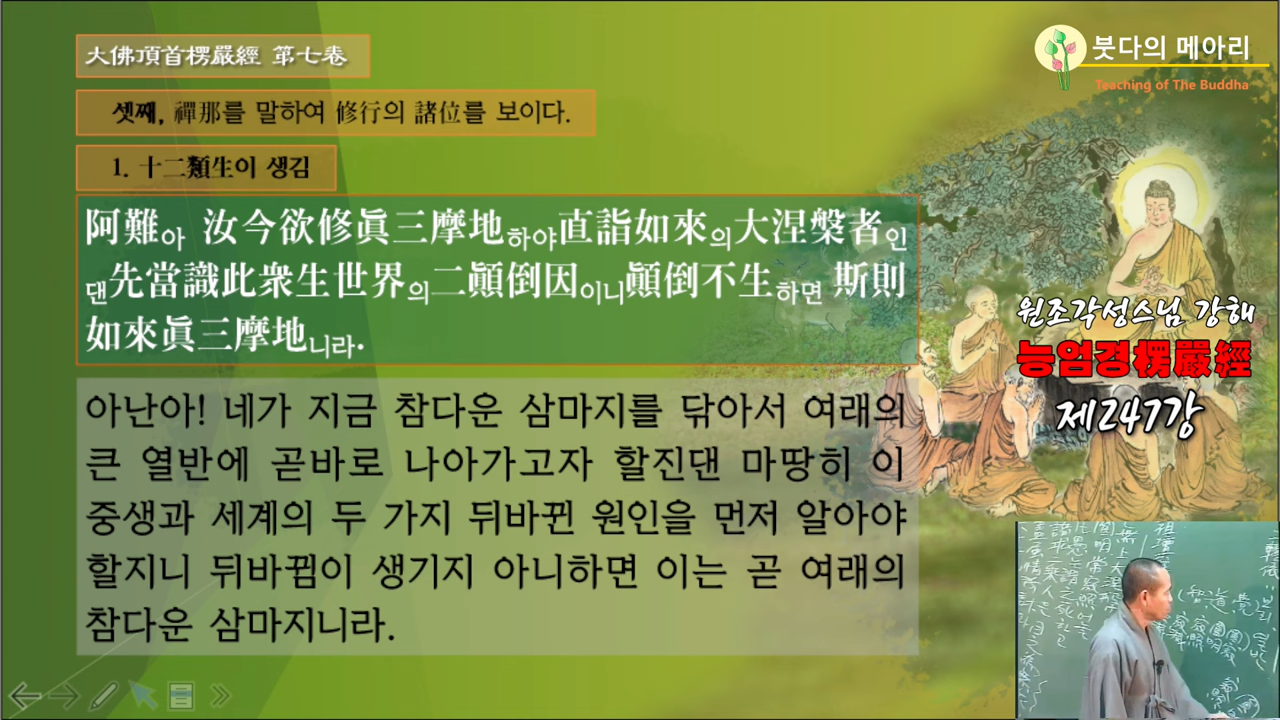 大佛頂首楞嚴經 第七卷
셋째, 禪那를 말하여 修行의 諸位를 보이다.
1. 十二類生이 생김
阿難아 汝今欲修眞三摩地하야直詣如來의大涅槃者인
댄先當識此衆生世界의二顚倒因이니顚倒不生하면 斯則
如來眞三摩地니라.
아난아! 네가 지금 참다운 삼마지를 닦아서 여래의
큰 열반에 곧바로 나아가고자 할진댄 마땅히 이
중생과 세계의 두 가지 뒤바뀐 원인을 먼저 알아야
할지니 뒤바뀜이 생기지 아니하면 이는 곧 여래의
참다운 삼마지니라.
붓다의 메아리
Teaching of The Buddha
원조각성스님 강해
능엄경楞嚴經
제247강